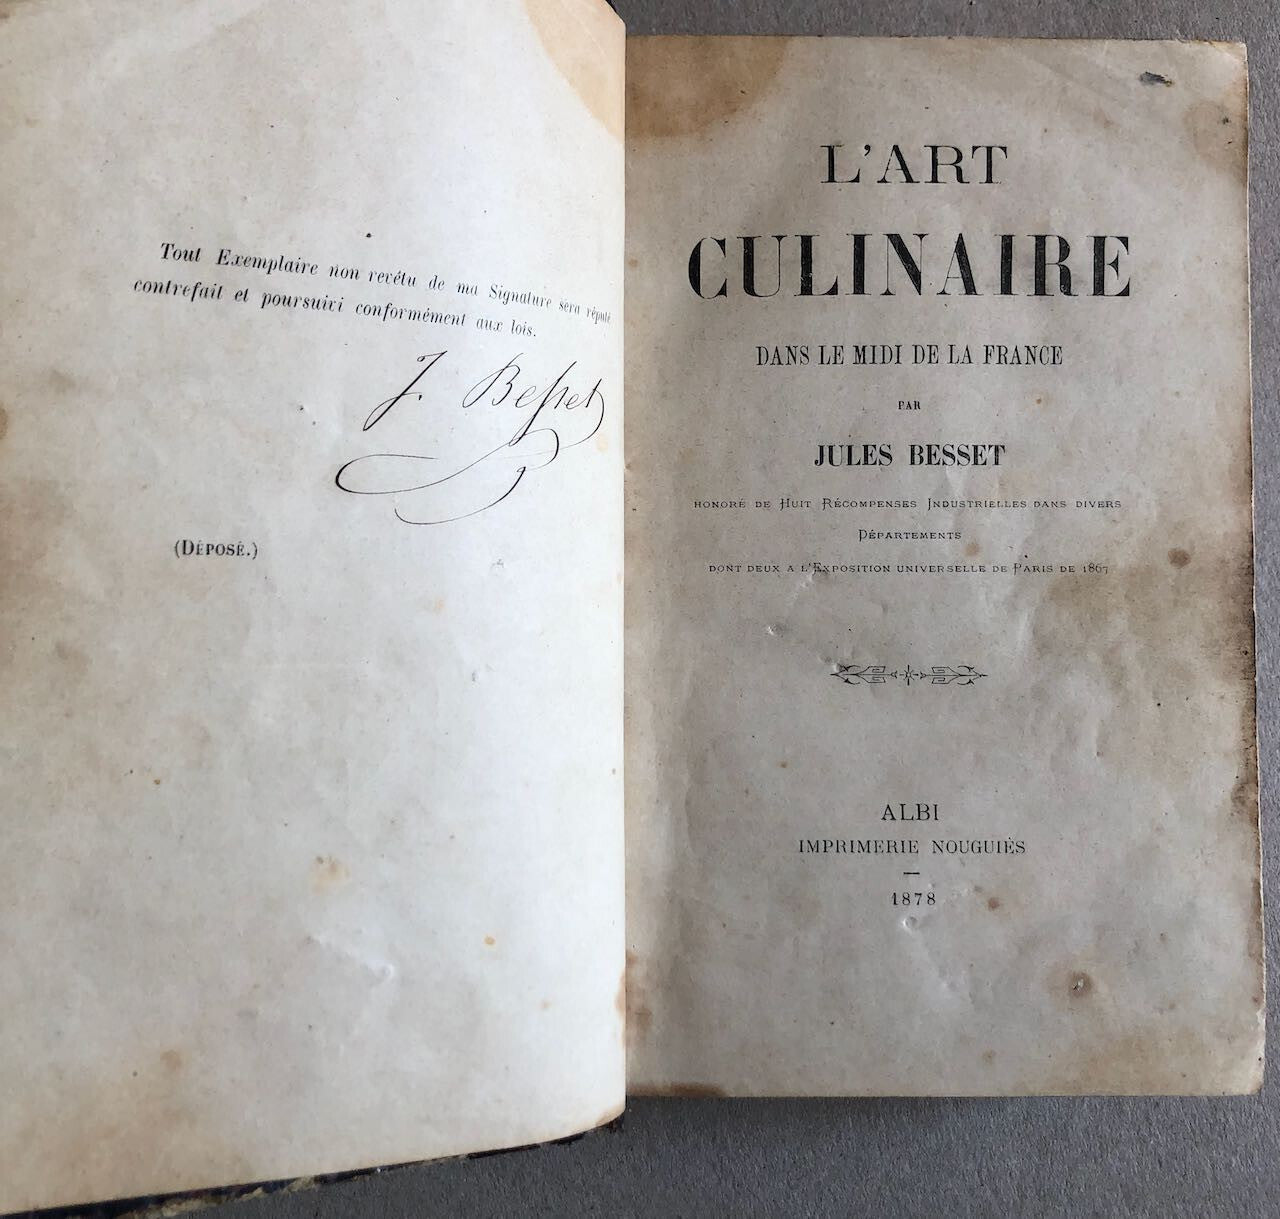 Tout Exemplaire non revétu de ma Signature sera réputé
contrefait et poursuivi conformément aux lois.
J. Besset
(DÉPOSÉ.)
L'ART
CULINAIRE
DANS LE MIDI DE LA FRANCE
PAR
JULES BESSET
HONORÉ DE HUIT RÉCOMPENSES INDUSTRIELLES DANS DIVERS
DÉPARTEMENTS
DONT DEUX A L'EXPOSITION UNIVERSELLE DE PARIS DE 1867
ALBI
IMPRIMERIE NOUGUIÈS
1878